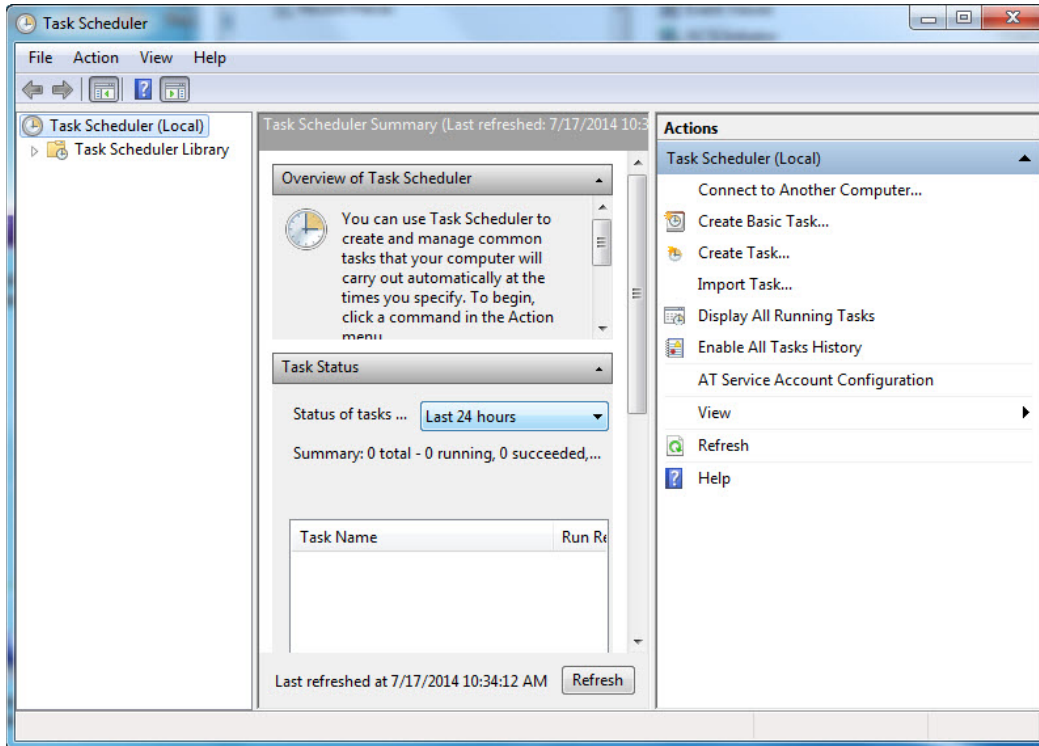 Task Scheduler
File Action View Help
Task Scheduler (Local)
Task Scheduler Library
Task Scheduler Summary (Last refreshed: 7/17/2014 10:3
Overview of Task Scheduler
You can use Task Scheduler to
create and manage common
tasks that your computer will
carry out automatically at the
times you specify. To begin,
click a command in the Action
menu
Task Status
Status of tasks ... Last 24 hours
Summary: 0 total - 0 running, 0 succeeded,...
Task Name Run Re
Last refreshed at 7/17/2014 10:34:12 AM Refresh
Actions
Task Scheduler (Local)
Connect to Another Computer...
Create Basic Task...
Create Task...
Import Task...
Display All Running Tasks
Enable All Tasks History
AT Service Account Configuration
View
Refresh
Help